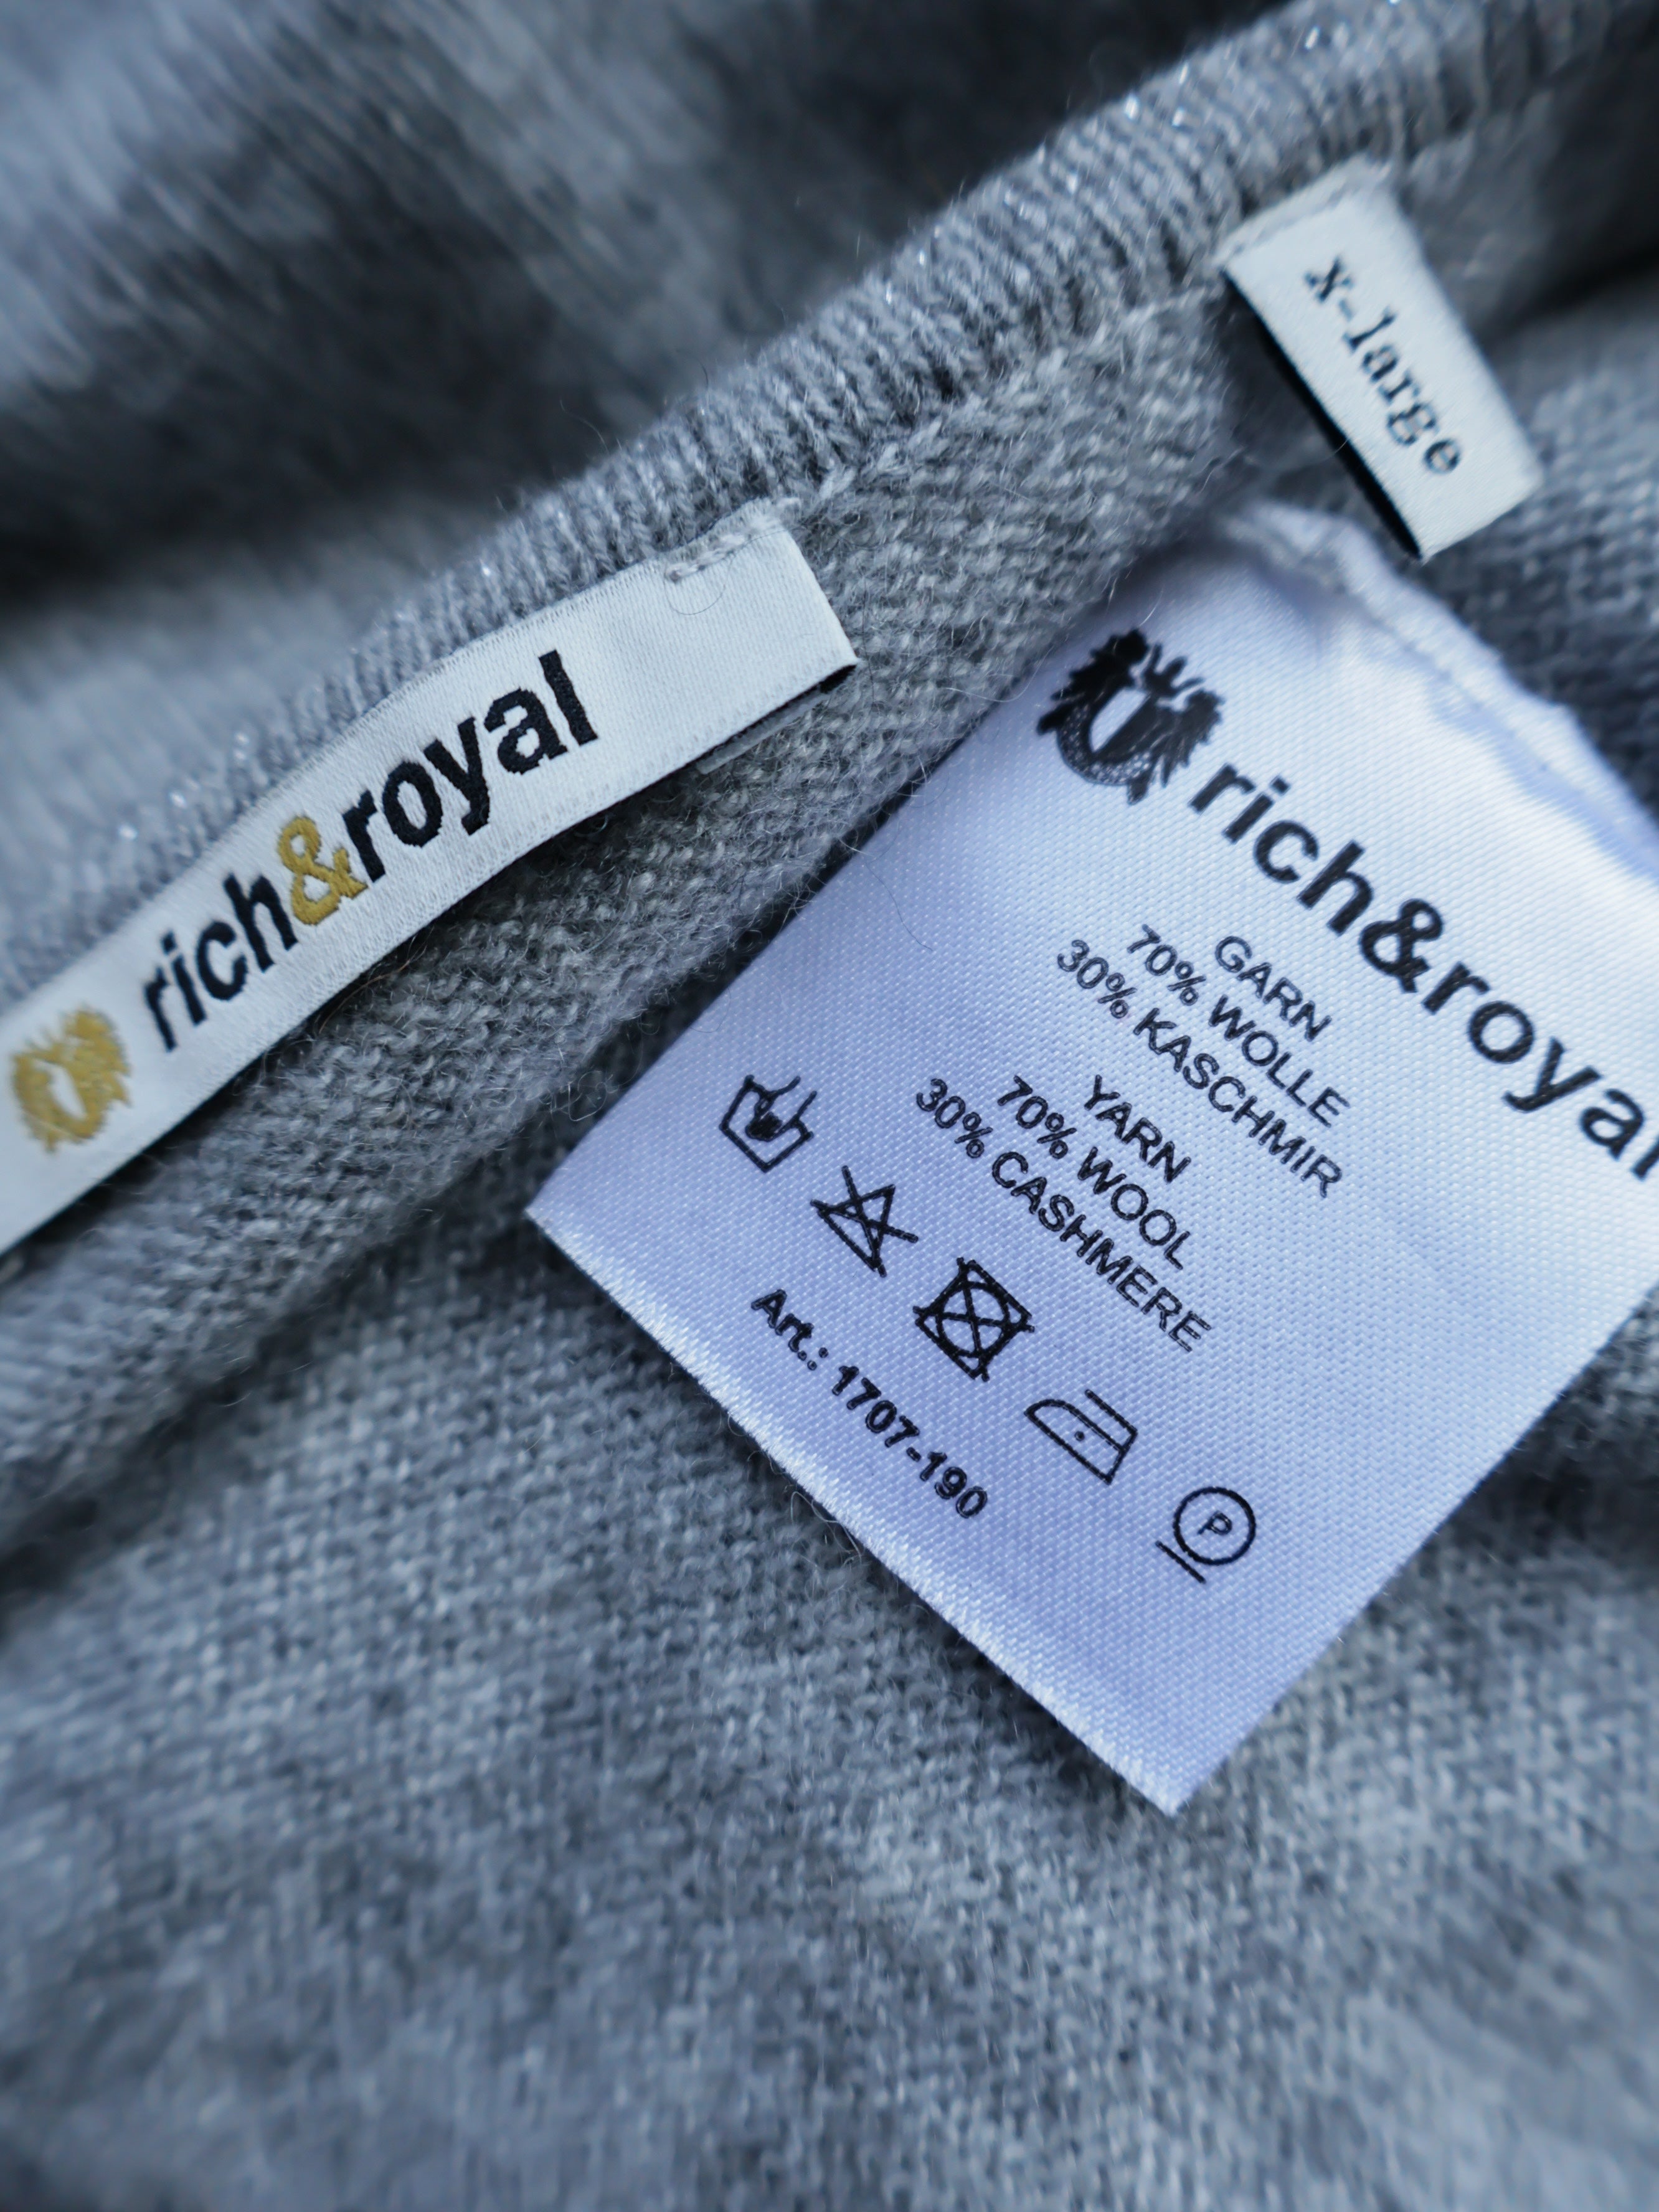 rich&royal
x-large
rich&royal
GARN
70% WOLLE
30% KASCHMIR
YARN
70% WOOL
30% CASHMERE
P
Art.: 1707-190